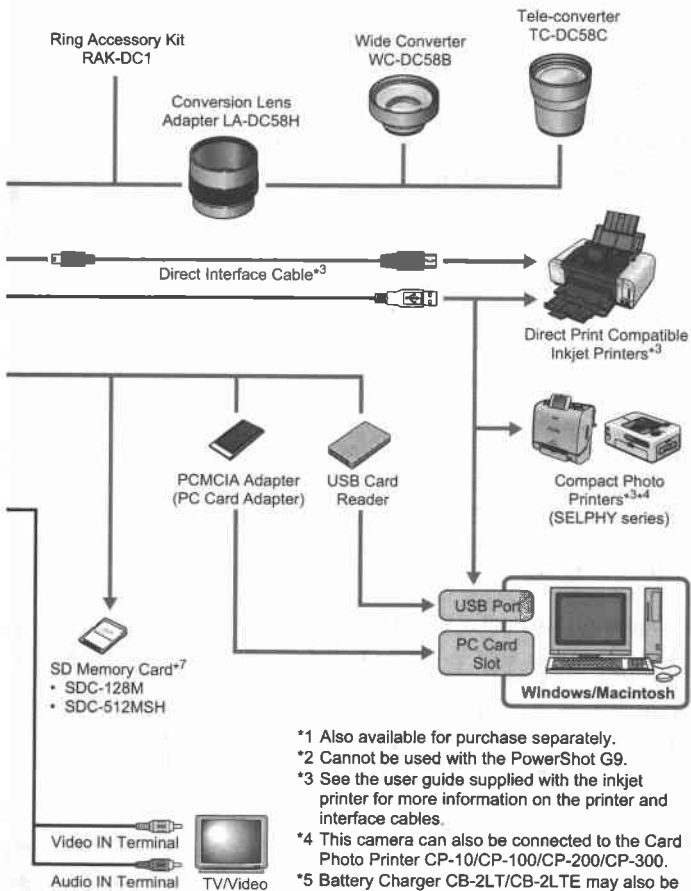 Ring Accessory Kit
RAK-DC1
Wide Converter
WC-DC58B
Tele-converter
TC-DC58C
Conversion Lens
Adapter LA-DC58H
Direct Interface Cable*3
Direct Print Compatible
Inkjet Printers*3
PCMCIA Adapter
(PC Card Adapter)
USB Card
Reader
Compact Photo
Printers*3*4
(SELPHY series)
USB Port
PC Card
Slot
Windows/Macintosh
SD Memory Card*7
• SDC-128M
• SDC-512MSH
Video IN Terminal
Audio IN Terminal
TV/Video
*1 Also available for purchase separately.
*2 Cannot be used with the PowerShot G9.
*3 See the user guide supplied with the inkjet
printer for more information on the printer and
interface cables.
*4 This camera can also be connected to the Card
Photo Printer CP-10/CP-100/CP-200/CP-300.
*5 Battery Charger CB-2LT/CB-2LTE may also be